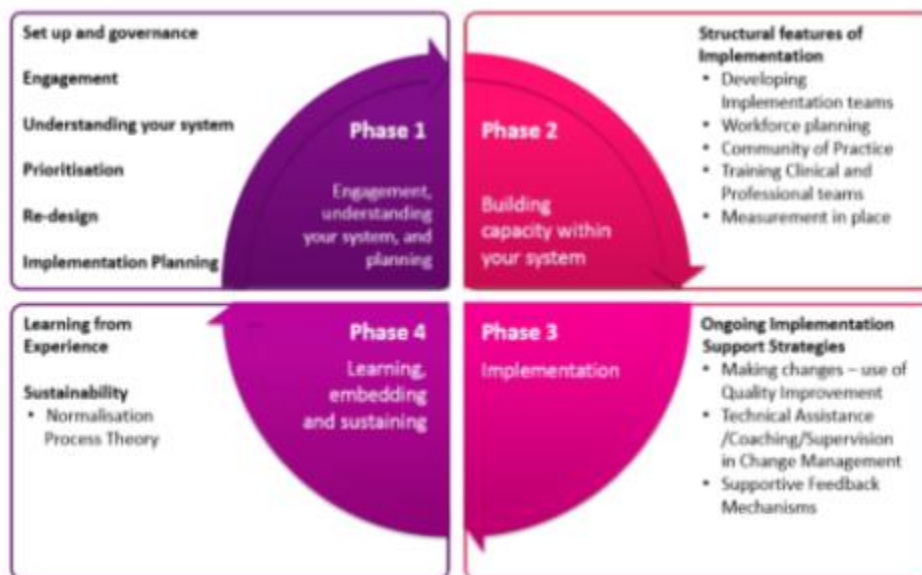 Set up and governance
Engagement
Understanding your system
Prioritisation
Re-design
Implementation Planning
Phase 1
Engagement,
understanding
your system, and
planning
Phase 2
Building
capacity within
your system
Structural features of
Implementation
• Developing
Implementation teams
• Workforce planning
• Community of Practice
• Training Clinical and
Professional teams
• Measurement in place
Learning from
Experience
Sustainability
• Normalisation
Process Theory
Phase 4
Learning,
embedding
and sustaining
Phase 3
Implementation
Ongoing Implementation
Support Strategies
• Making changes – use of
Quality Improvement
• Technical Assistance
/Coaching/Supervision
in Change Management
• Supportive Feedback
Mechanisms